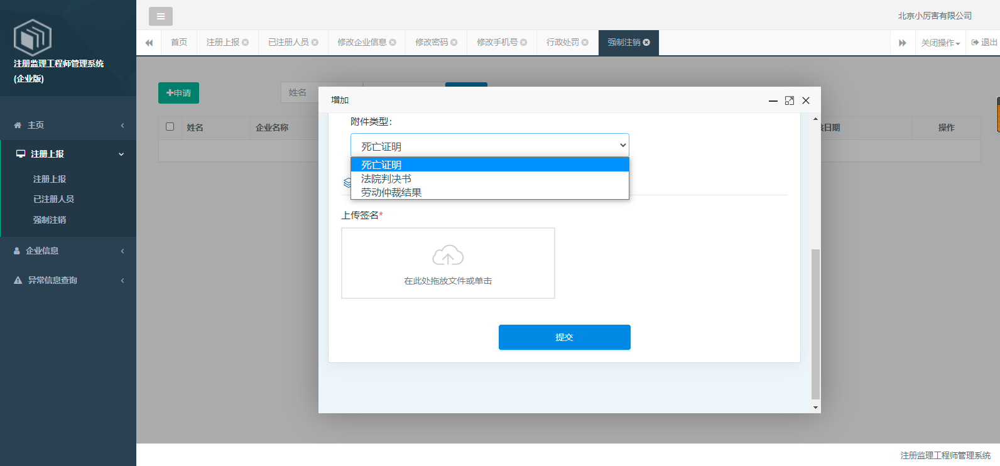 北京小厉害有限公司
注册监理工程师管理系统
(企业版)
首页 注册上报 已注册人员 修改企业信息 修改密码 修改手机号 行政处罚 强制注销 关闭操作 退出
主页
注册上报
注册上报
已注册人员
强制注销
企业信息
异常信息查询
申请 姓名
姓名 企业名称 日期 操作
增加
附件类型:
死亡证明
死亡证明
法院判决书
劳动仲裁结果
上传签名*
在此处拖放文件或单击
提交
注册监理工程师管理系统